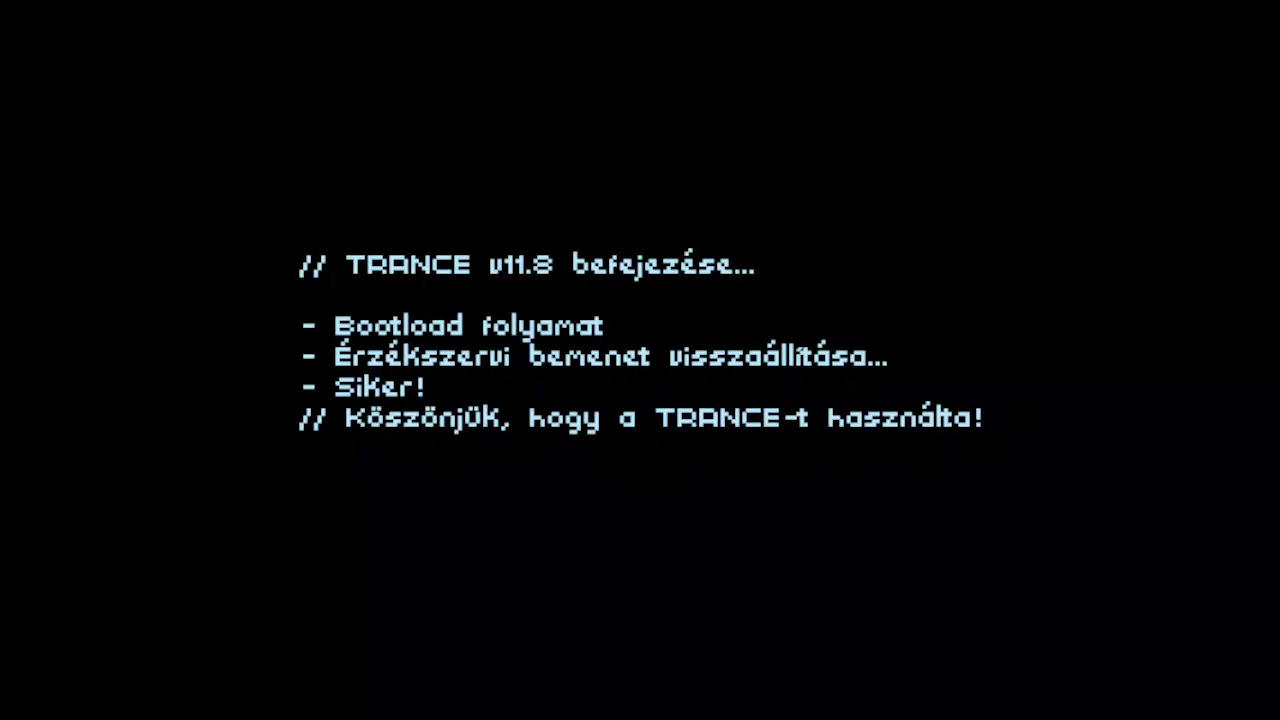 // TRANCE v11.8 befejezése...
- Bootload folyamat
- Érzékszervi bemenet visszaállítása...
- Siker!
// Köszönjük, hogy a TRANCE-t használta!